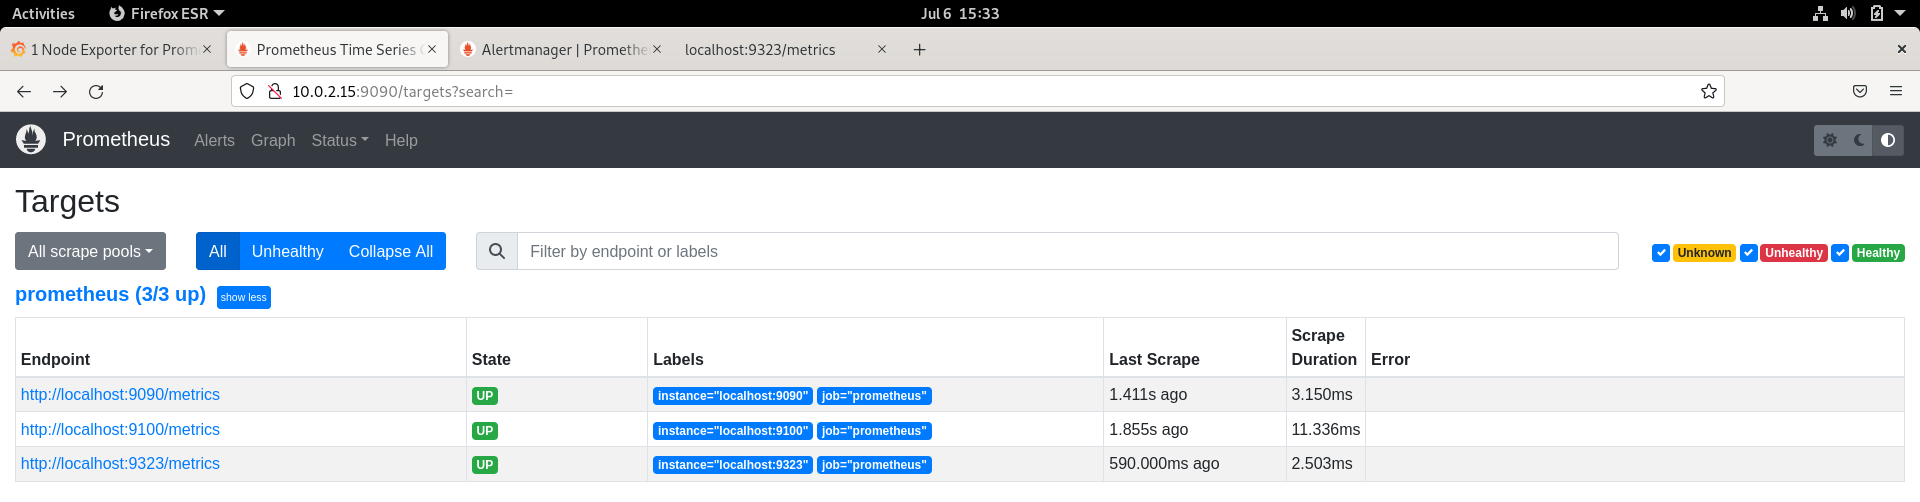 Activities Firefox ESR Jul 6 15:33
1 Node Exporter for Prom Prometheus Time Series Alertmanager | Promethe localhost:9323/metrics
10.0.2.15:9090/targets?search=
Prometheus Alerts Graph Status Help
Targets
All scrape pools All Unhealthy Collapse All Filter by endpoint or labels Unknown Unhealthy Healthy
prometheus (3/3 up) show less
Endpoint State Labels Last Scrape Scrape Duration Error
http://localhost:9090/metrics UP instance="localhost:9090" job="prometheus" 1.411s ago 3.150ms
http://localhost:9100/metrics UP instance="localhost:9100" job="prometheus" 1.855s ago 11.336ms
http://localhost:9323/metrics UP instance="localhost:9323" job="prometheus" 590.000ms ago 2.503ms